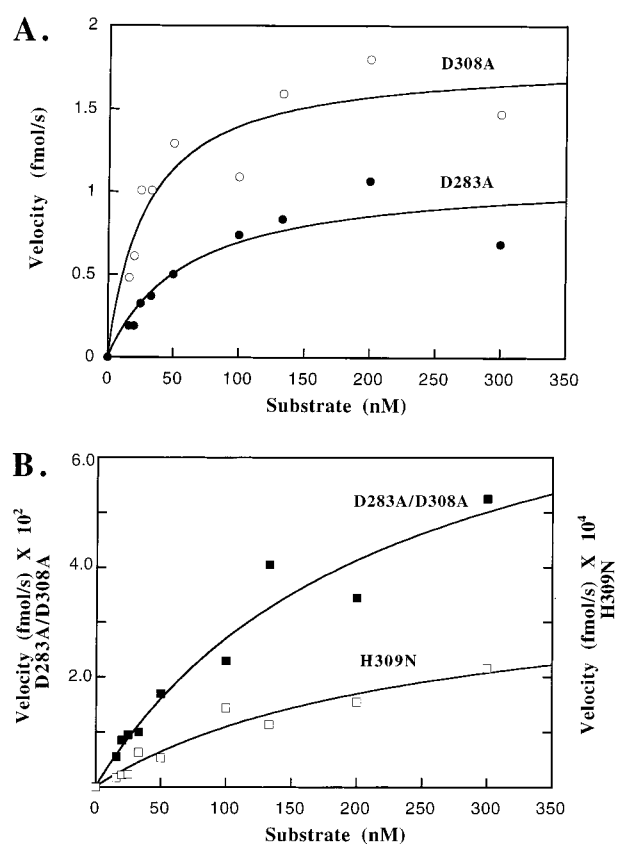 A.
2
1.5
1
0.5
0
Velocity (fmol/s)
D308A
D283A
0 50 100 150 200 250 300 350
Substrate (nM)
B.
6.0
4.0
2.0
Velocity (fmol/s) X 10²
D283A/D308A
D283A/D308A
H309N
Velocity (fmol/s) X 10⁴
H309N
0 50 100 150 200 250 300 350
Substrate (nM)